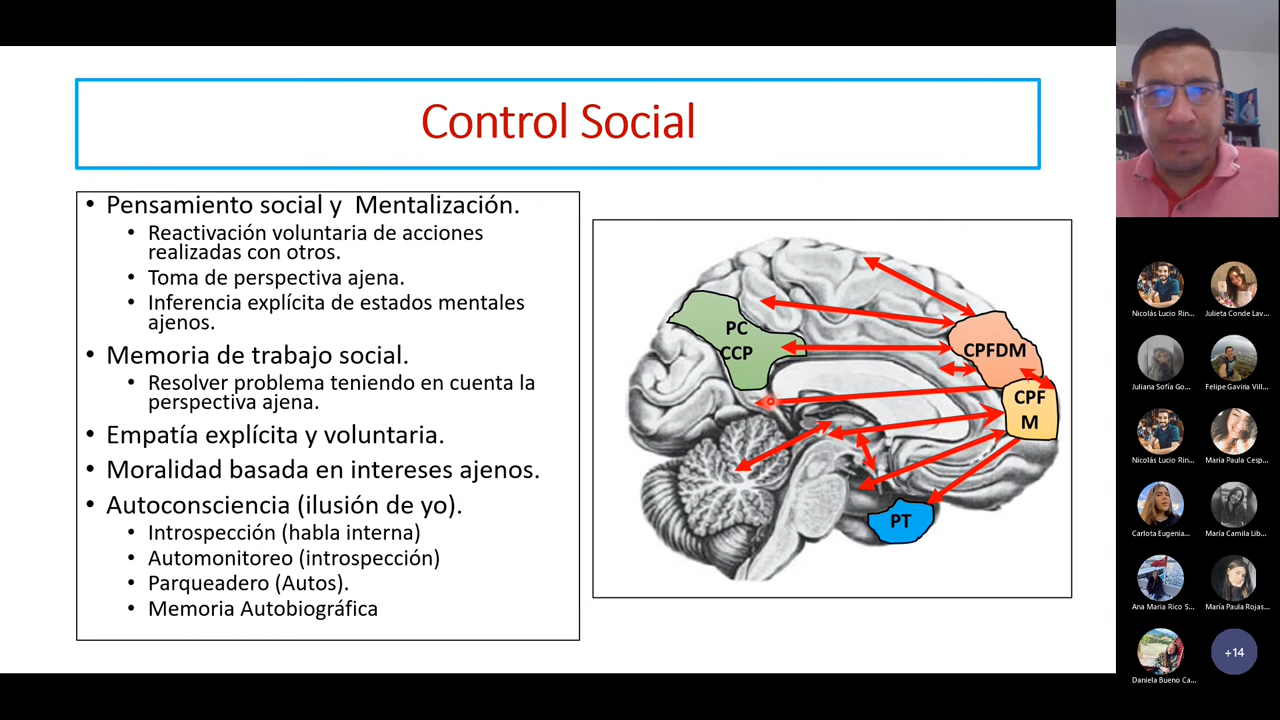 Control Social
• Pensamiento social y Mentalización.
• Reactivación voluntaria de acciones
realizadas con otros.
• Toma de perspectiva ajena.
• Inferencia explícita de estados mentales
ajenos.
• Memoria de trabajo social.
• Resolver problema teniendo en cuenta la
perspectiva ajena.
• Empatía explícita y voluntaria.
• Moralidad basada en intereses ajenos.
• Autoconsciencia (ilusión de yo).
• Introspección (habla interna)
• Automonitoreo (introspección)
• Parqueadero (Autos).
• Memoria Autobiográfica
PC
CCP
CPFDM
CPF
M
PT
Nicolás Lucio Rin...
Julieta Conde Lav...
Juliana Sofía Go...
Felipe Gaviria Vill...
Nicolás Lucio Rin...
Maria Paula Cesp...
Carlota Eugenia...
María Camila Lib...
Ana Maria Rico S...
María Paula Rojas...
Daniela Bueno Ca...
+14